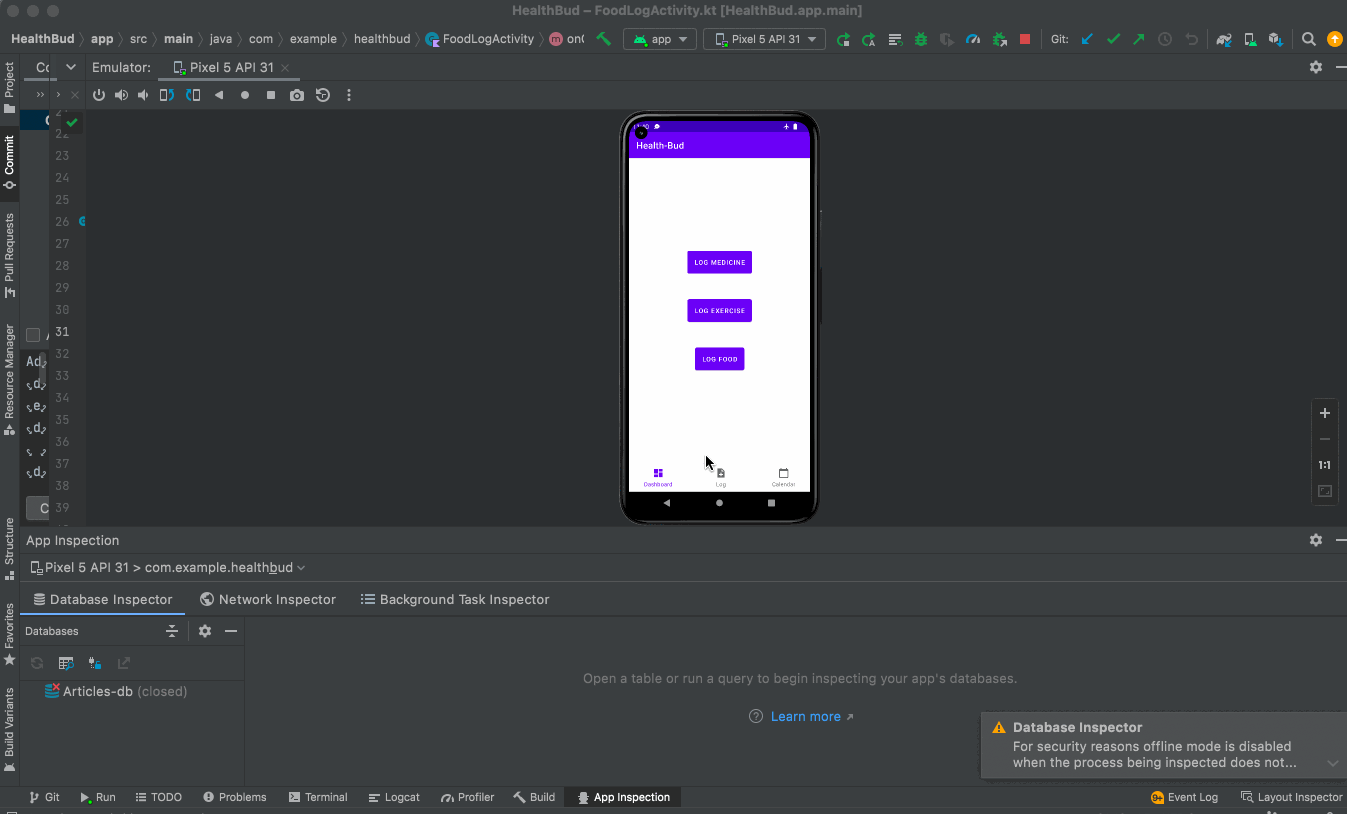 HealthBud – FoodLogActivity.kt [HealthBud.app.main]
HealthBud app src main java com example healthbud FoodLogActivity onC app Pixel 5 API 31 Git:
Emulator: Pixel 5 API 31
Project
Commit
Pull Requests
Resource Manager
Structure
Favorites
Build Variants
22
23
24
25
26
27
28
29
30
31
32
33
34
35
36
37
38
39
Ad
d
e
d
d
C
Health-Bud
LOG MEDICINE
LOG EXERCISE
LOG FOOD
Dashboard Log Calendar
1:1
App Inspection
Pixel 5 API 31 > com.example.healthbud
Database Inspector Network Inspector Background Task Inspector
Databases
Articles-db (closed)
Open a table or run a query to begin inspecting your app's databases.
Learn more
Database Inspector
For security reasons offline mode is disabled
when the process being inspected does not...
Git Run TODO Problems Terminal Logcat Profiler Build App Inspection 9+ Event Log Layout Inspector